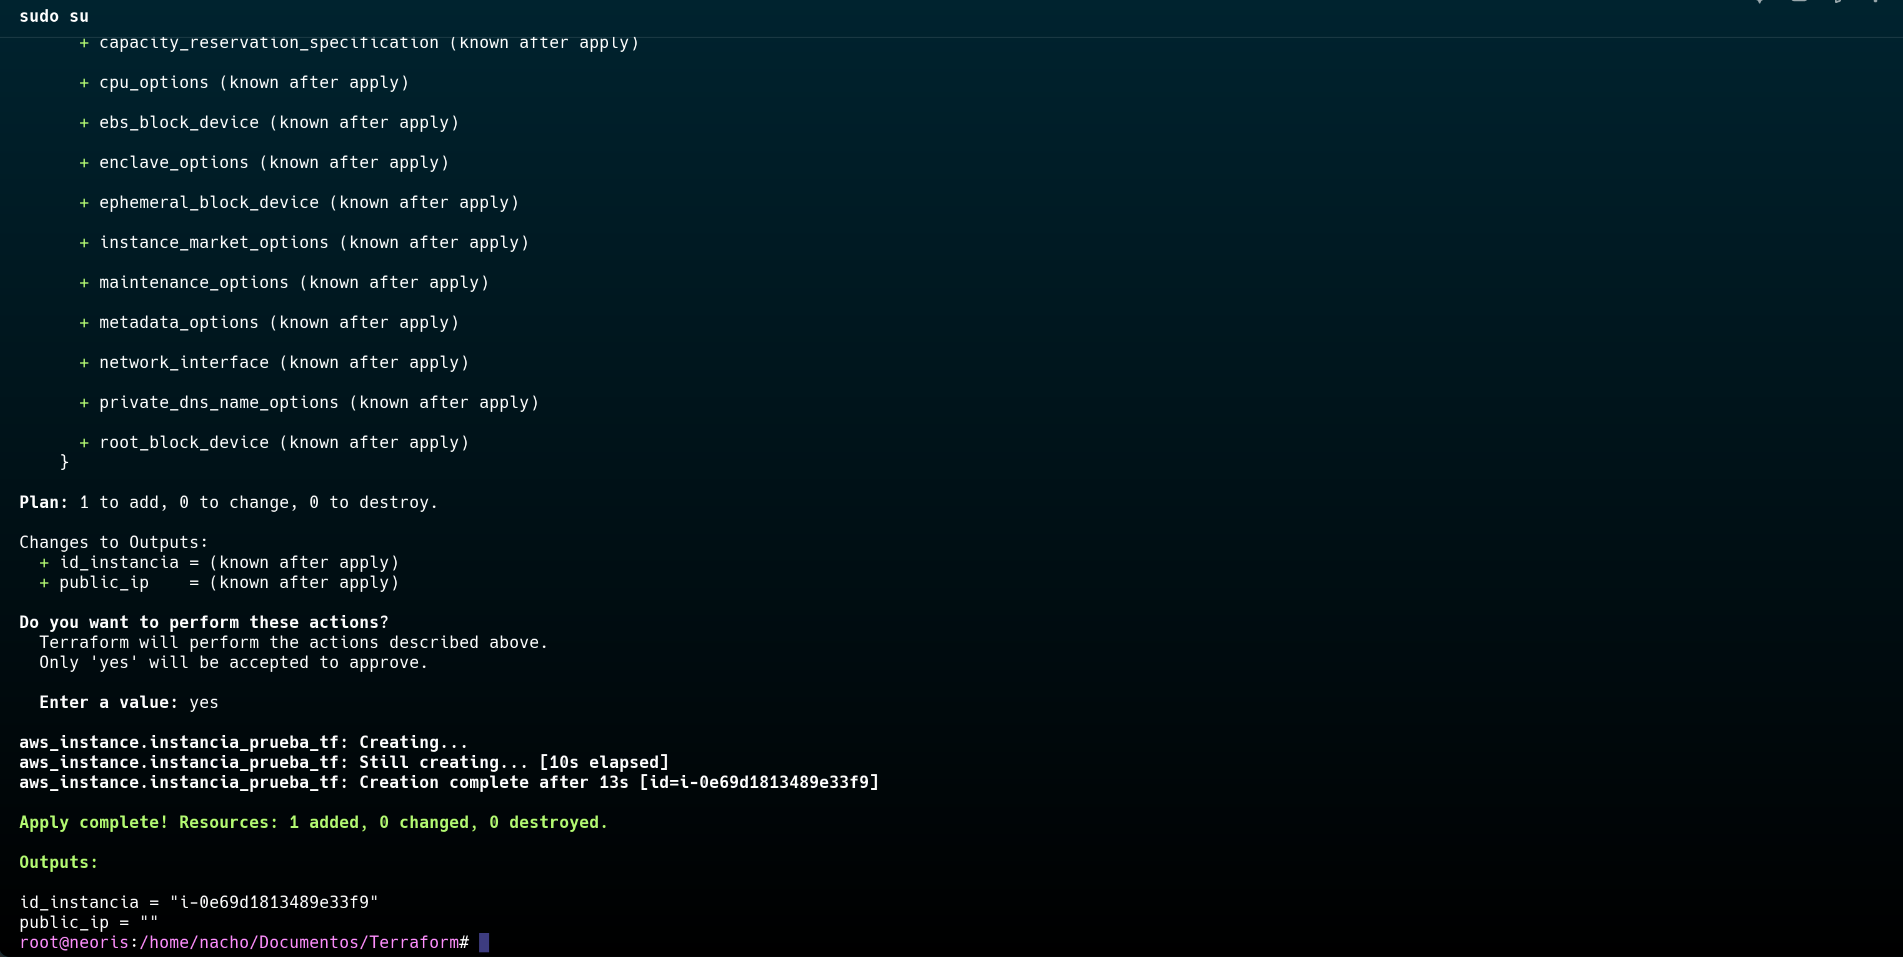 sudo su
+ capacity_reservation_specification (known after apply)
+ cpu_options (known after apply)
+ ebs_block_device (known after apply)
+ enclave_options (known after apply)
+ ephemeral_block_device (known after apply)
+ instance_market_options (known after apply)
+ maintenance_options (known after apply)
+ metadata_options (known after apply)
+ network_interface (known after apply)
+ private_dns_name_options (known after apply)
+ root_block_device (known after apply)
}
Plan: 1 to add, 0 to change, 0 to destroy.
Changes to Outputs:
+ id_instancia = (known after apply)
+ public_ip    = (known after apply)
Do you want to perform these actions?
Terraform will perform the actions described above.
Only 'yes' will be accepted to approve.
Enter a value: yes
aws_instance.instancia_prueba_tf: Creating...
aws_instance.instancia_prueba_tf: Still creating... [10s elapsed]
aws_instance.instancia_prueba_tf: Creation complete after 13s [id=i-0e69d1813489e33f9]
Apply complete! Resources: 1 added, 0 changed, 0 destroyed.
Outputs:
id_instancia = "i-0e69d1813489e33f9"
public_ip = ""
root@neoris:/home/nacho/Documentos/Terraform#